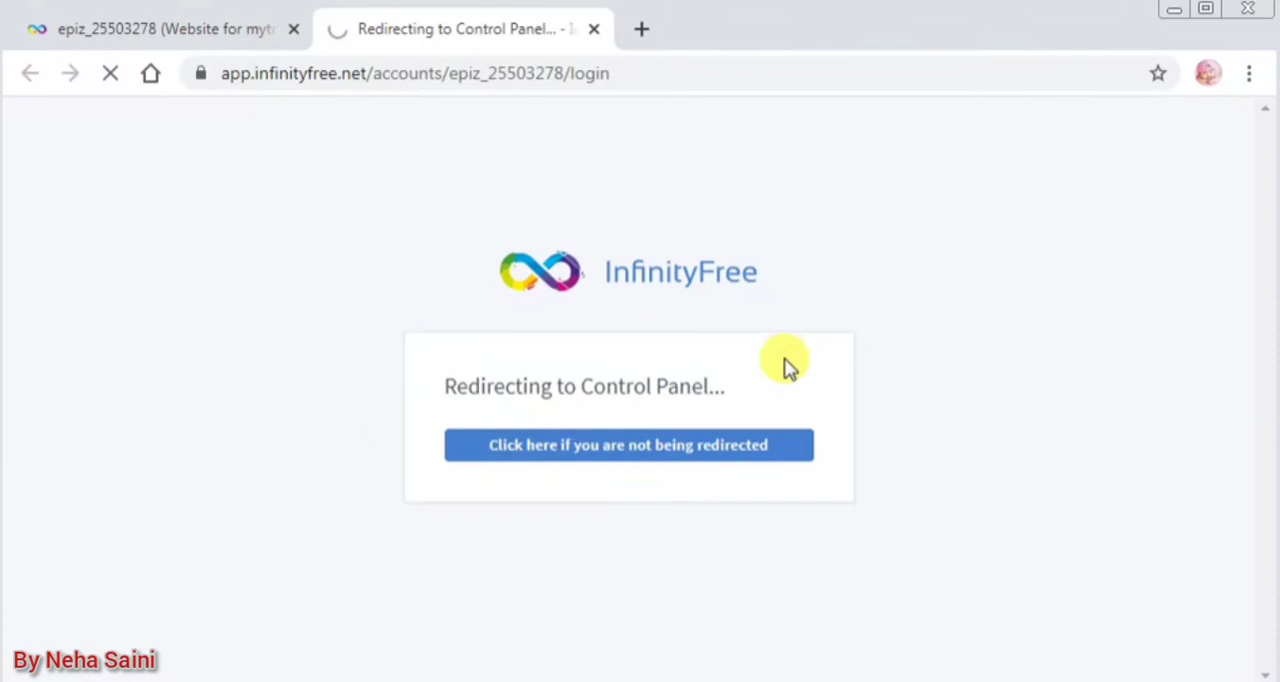 epiz_25503278 (Website for myt
Redirecting to Control Panel... -
app.infinityfree.net/accounts/epiz_25503278/login
InfinityFree
Redirecting to Control Panel...
Click here if you are not being redirected
By Neha Saini